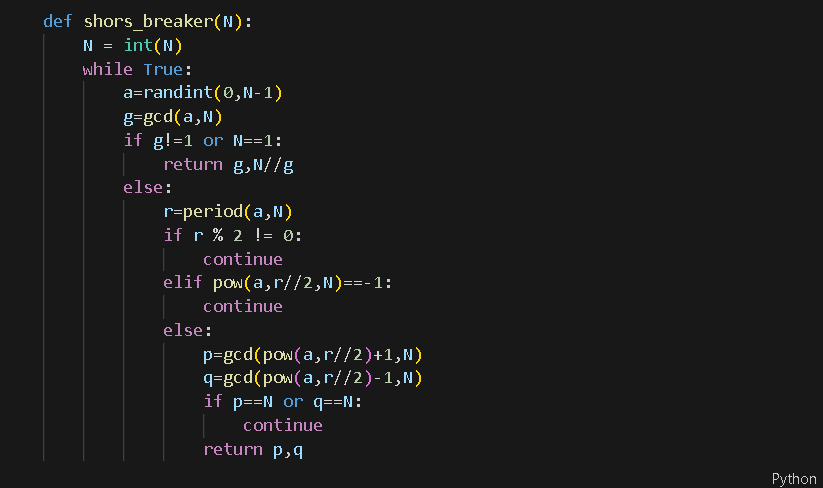 def shors_breaker(N):
    N = int(N)
    while True:
        a=randint(0,N-1)
        g=gcd(a,N)
        if g!=1 or N==1:
            return g,N//g
        else:
            r=period(a,N)
            if r % 2 != 0:
                continue
            elif pow(a,r//2,N)==-1:
                continue
            else:
                p=gcd(pow(a,r//2)+1,N)
                q=gcd(pow(a,r//2)-1,N)
                if p==N or q==N:
                    continue
                return p,q
Python